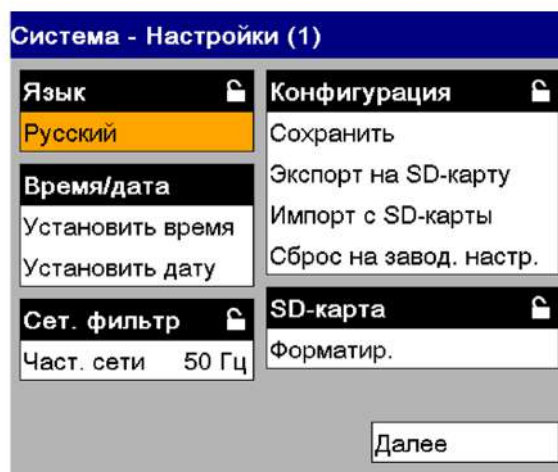 Система - Настройки (1)
Язык
Русский
Время/дата
Установить время
Установить дату
Сет. фильтр
Част. сети 50 Гц
Конфигурация
Сохранить
Экспорт на SD-карту
Импорт с SD-карты
Сброс на завод. настр.
SD-карта
Форматир.
Далее